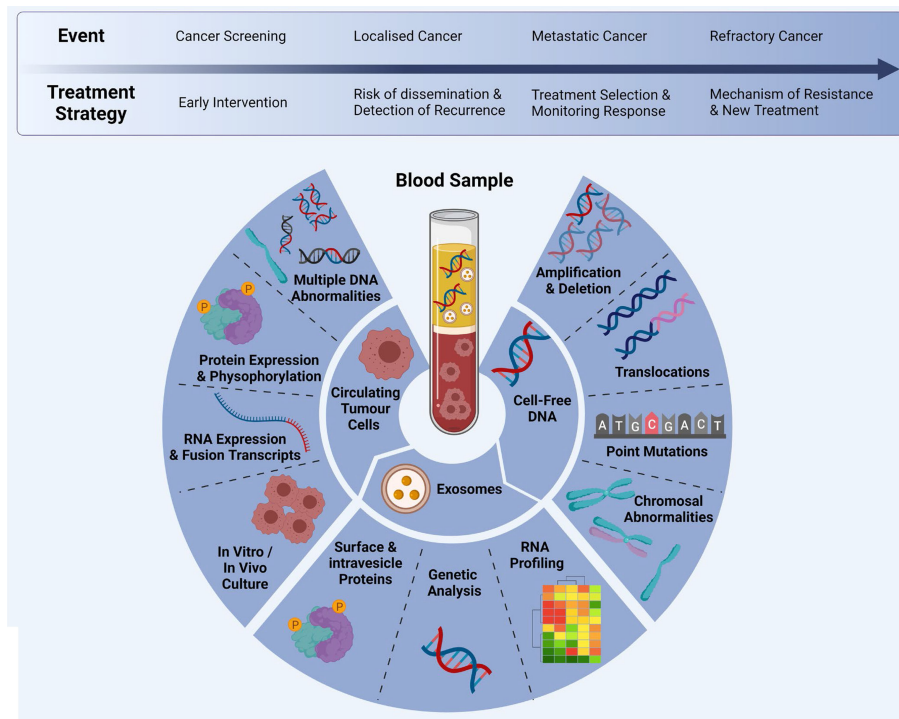 Event
Cancer Screening
Localised Cancer
Metastatic Cancer
Refractory Cancer
Treatment
Strategy
Early Intervention
Risk of dissemination &
Detection of Recurrence
Treatment Selection &
Monitoring Response
Mechanism of Resistance
& New Treatment
Blood Sample
Multiple DNA
Abnormalities
P
P
Protein Expression
& Physophorylation
RNA Expression
& Fusion Transcripts
In Vitro /
In Vivo
Culture
Circulating
Tumour
Cells
Cell-Free
DNA
Exosomes
Amplification
& Deletion
Translocations
A T G C G A C T
Point Mutations
Chromosal
Abnormalities
Surface &
intravesicle
Proteins
P
P
Genetic
Analysis
RNA
Profiling